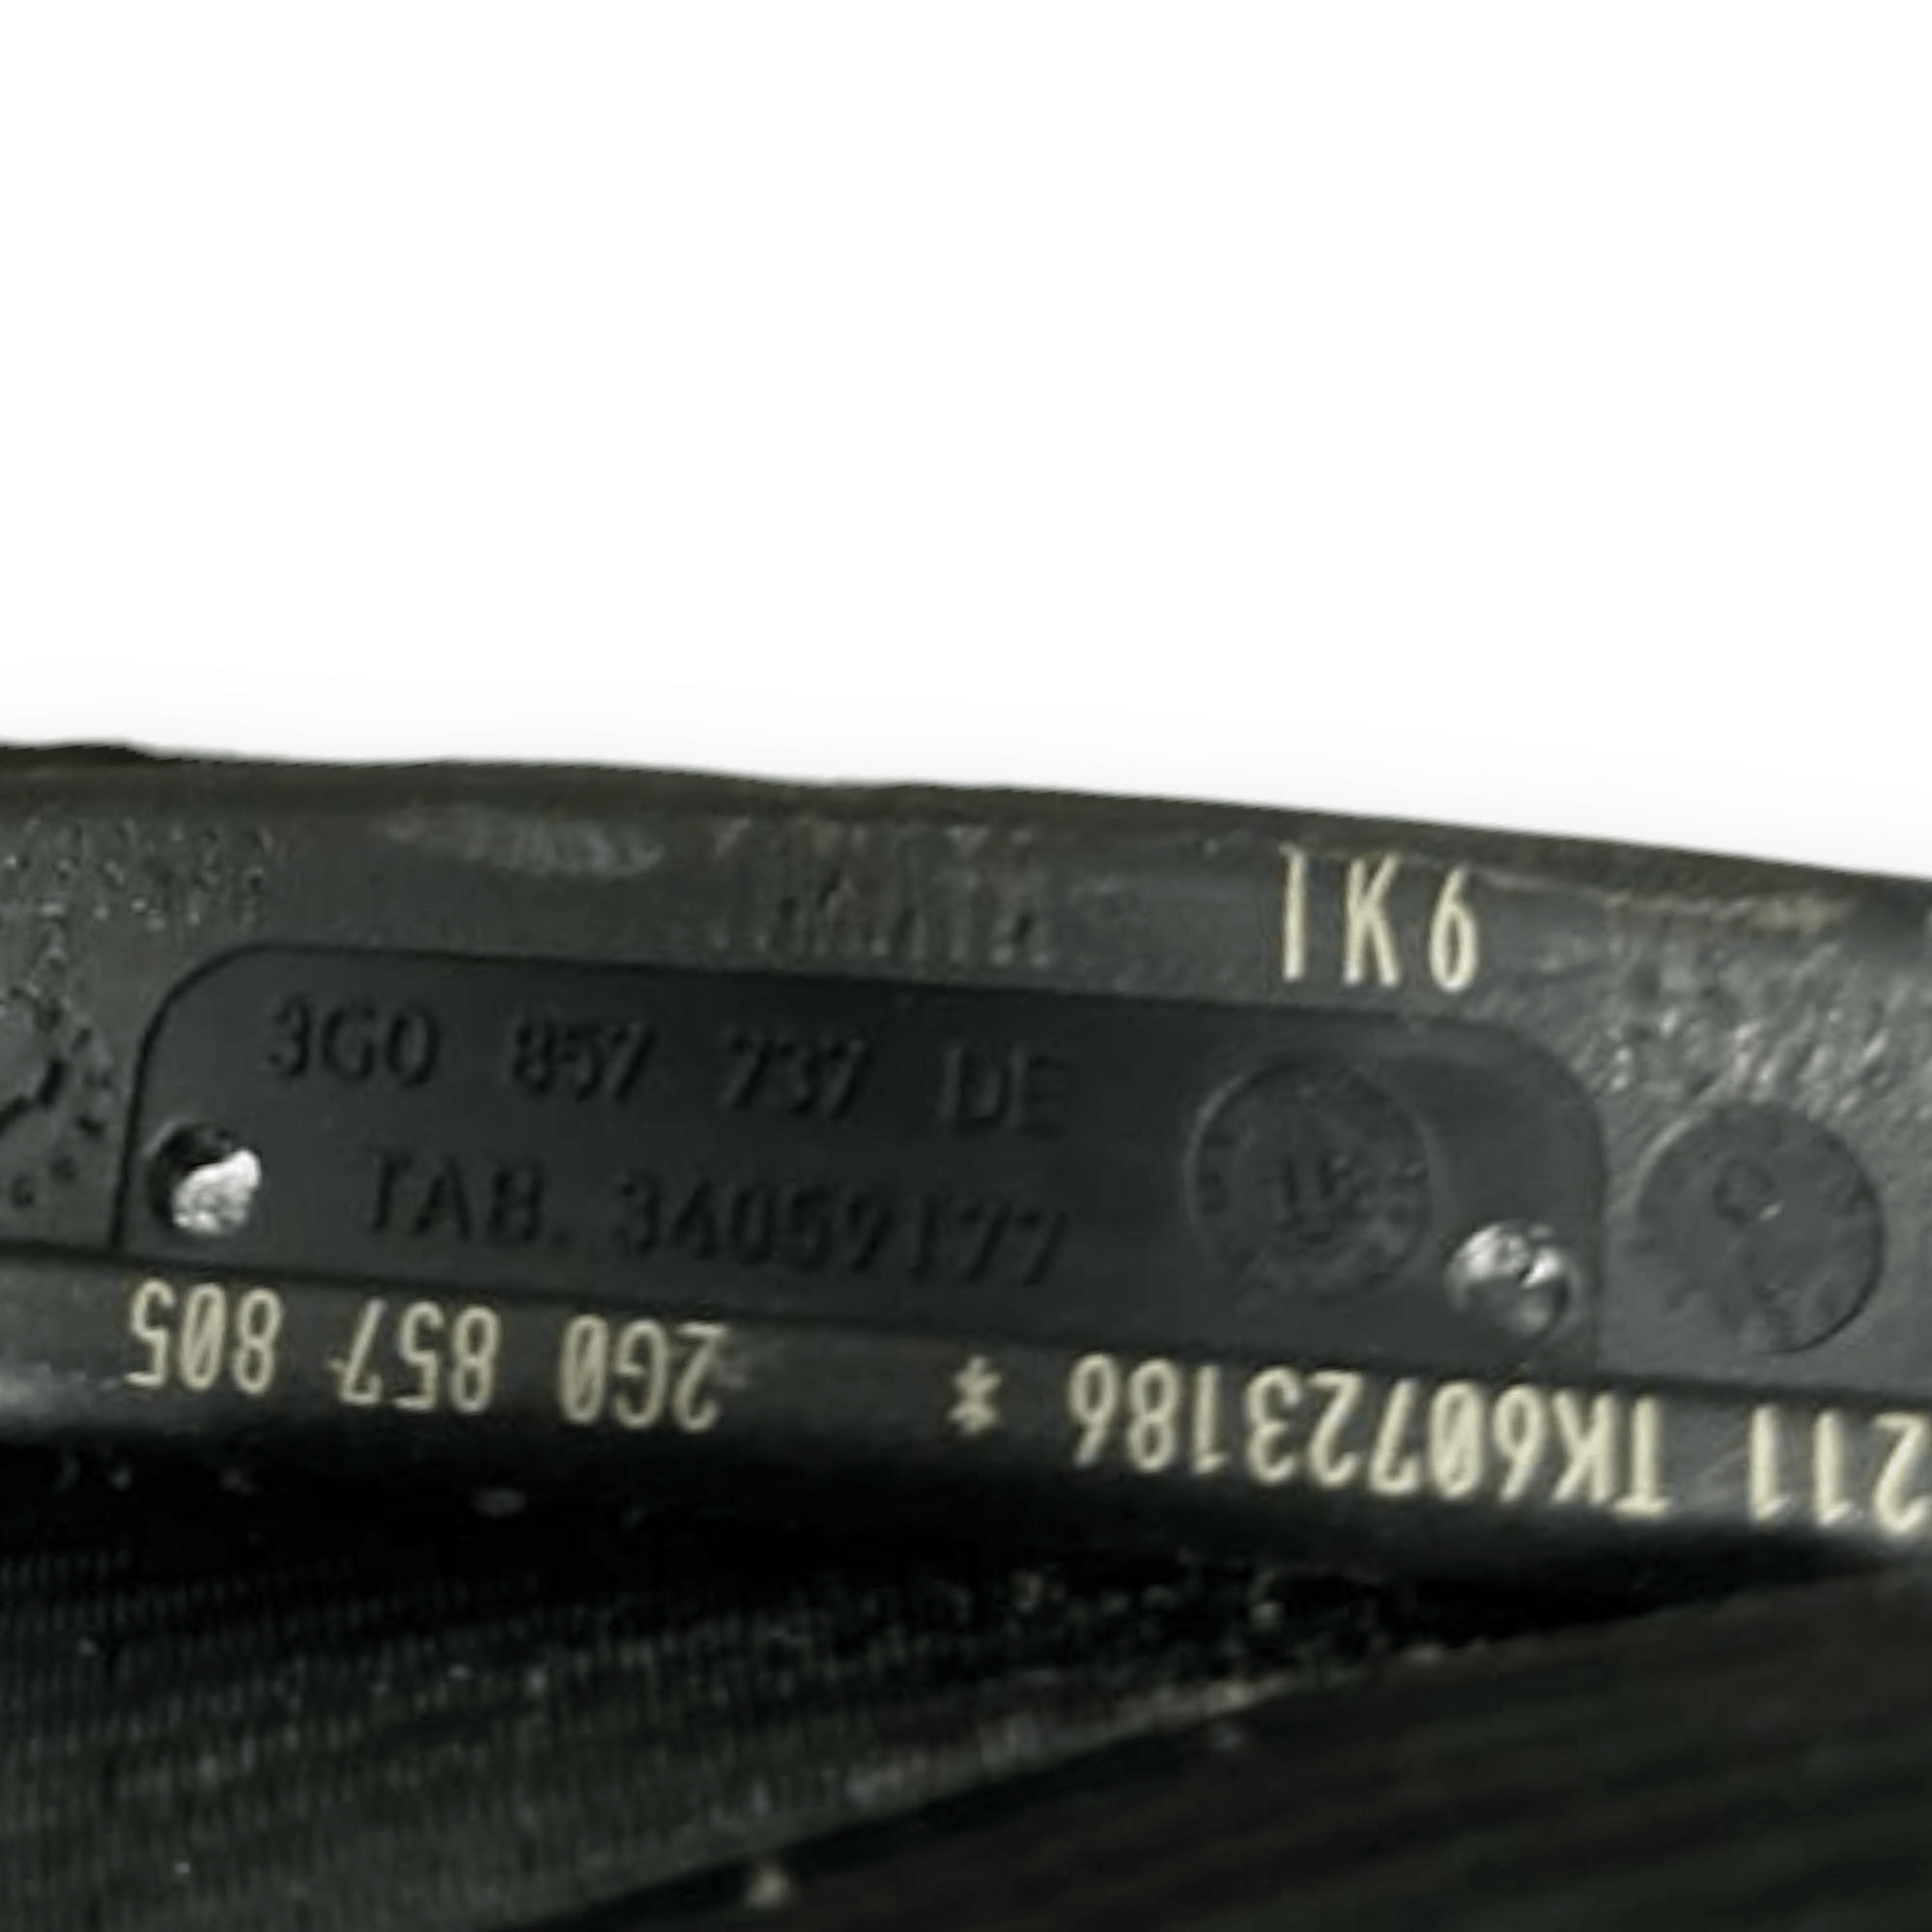 1K6
3G0 857 737 DE
TAB. 34059177
211 TK60723186 * 2G0 857 805